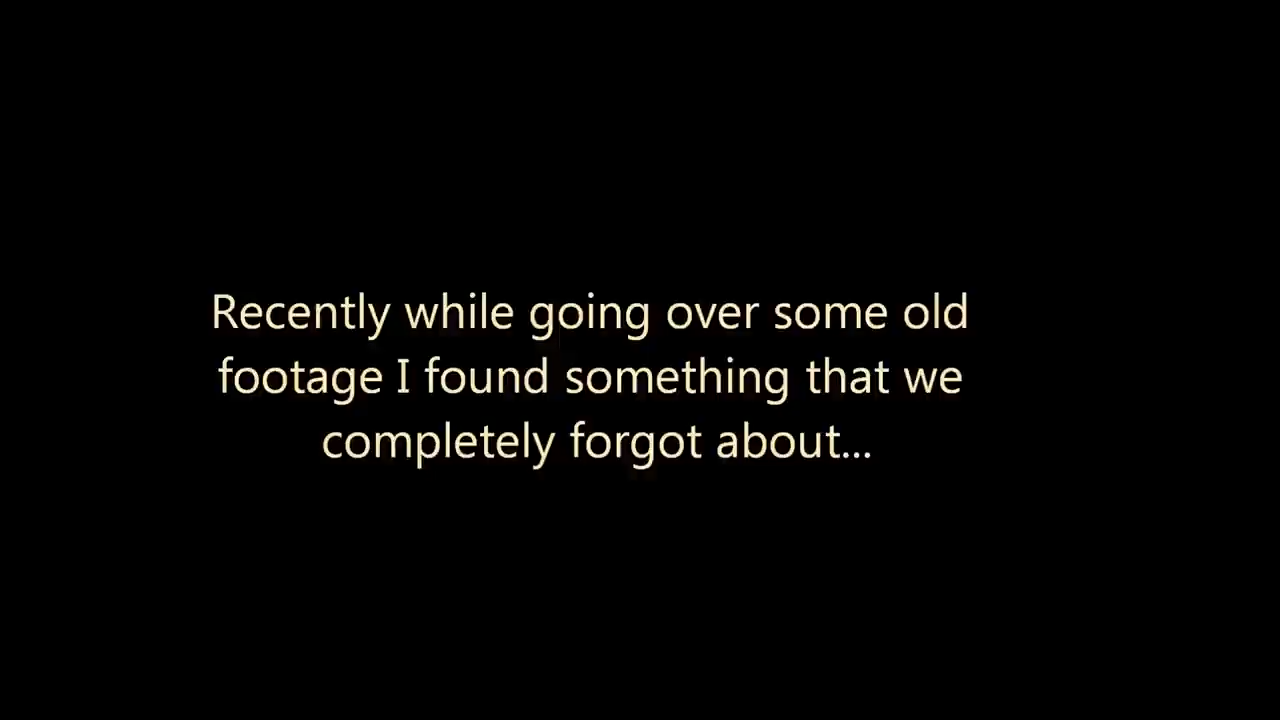 Recently while going over some old
footage I found something that we
completely forgot about...